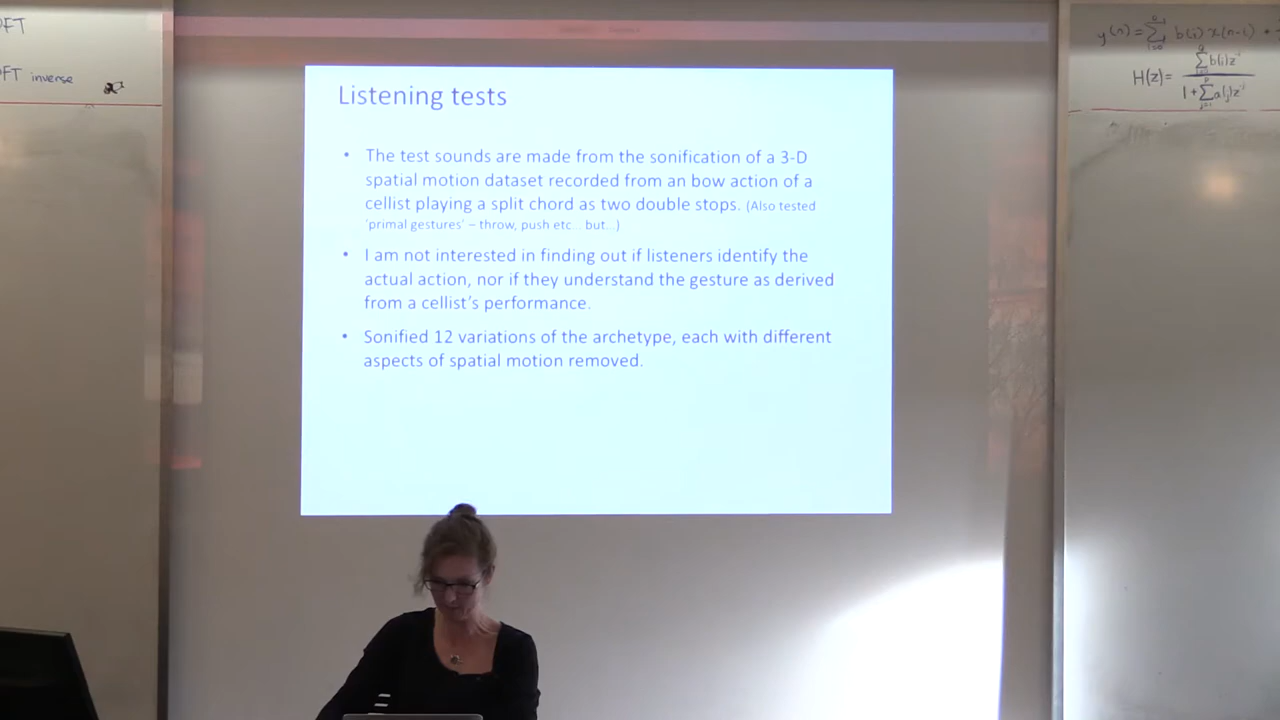 DFT
DFT inverse
Listening tests
• The test sounds are made from the sonification of a 3-D
spatial motion dataset recorded from an bow action of a
cellist playing a split chord as two double stops. (Also tested
'primal gestures' – throw, push etc... but...)
• I am not interested in finding out if listeners identify the
actual action, nor if they understand the gesture as derived
from a cellist's performance.
• Sonified 12 variations of the archetype, each with different
aspects of spatial motion removed.
y(n)=
H(z)=